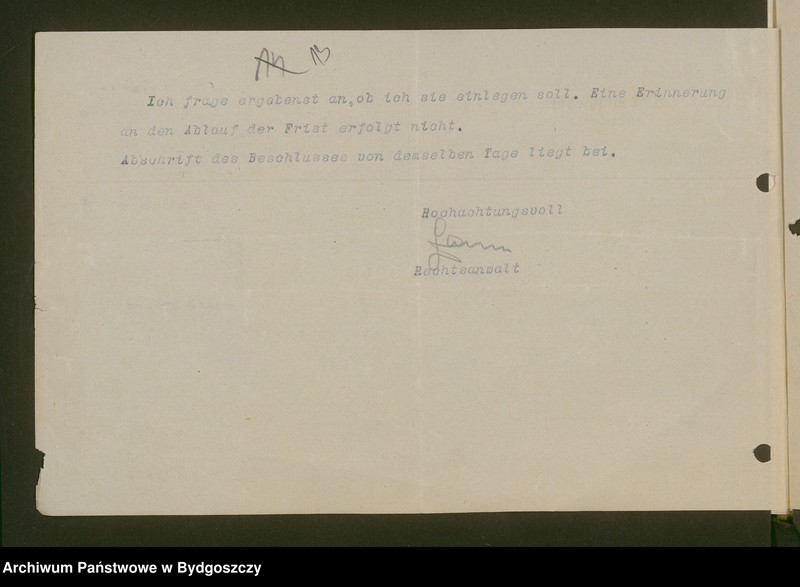 Ich frage ergebenst an, ob ich sie einlegen soll. Eine Erinnerung
an den Ablauf der Frist erfolgt nicht.
Abschrift des Beschlusses von demselben Tage liegt bei.
Hochachtungsvoll
Rechtsanwalt
Archiwum Państwowe w Bydgoszczy